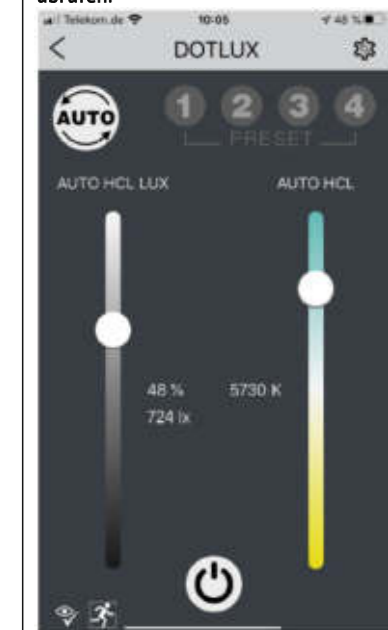 Telekom.de 10:05 48 %
DOTLUX
AUTO 1 2 3 4
PRESET
AUTO HCL LUX AUTO HCL
48 % 5730 K
724 lx